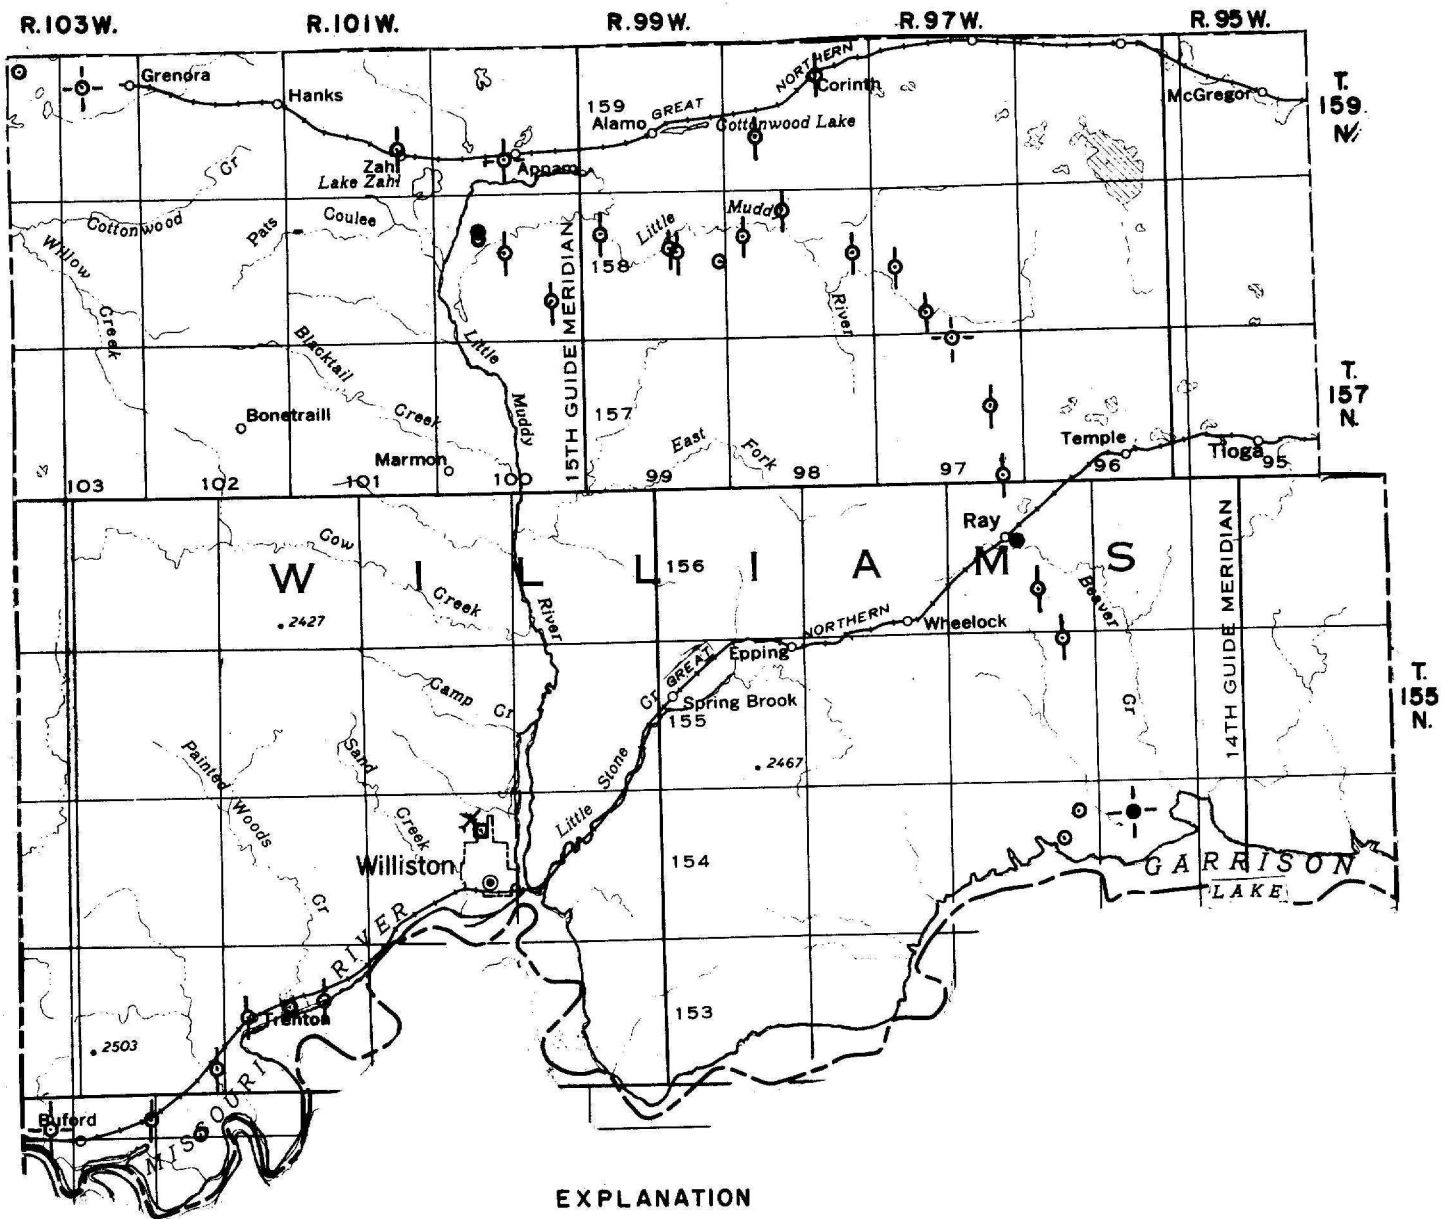 R.103W. R.101W. R.99W. R.97W. R.95W.
Grenora
Hanks
159
Alamo
GREAT
NORTHERN
Corinth
McGregor
T.
159
N.
Cottonwood Lake
Zahl
Lake Zahl
Appam
Cottonwood
Cr
Pats
Coulee
Little
Muddy
River
Willow
Creek
158
15TH GUIDE MERIDIAN
Blacktail
Creek
Little
Muddy
River
157
T.
157
N.
Bonetraill
Marmon
East
Fork
Temple
Tioga
103 102 101 100 99 98 97 96 95
Ray
Cow
Creek
WILLIAMS
156
Beaver
Cr
14TH GUIDE MERIDIAN
2427
NORTHERN
Wheelock
Epping
GREAT
Spring Brook
155
T.
155
N.
Camp
Cr
Painted
Woods
Cr
Sand
Creek
Little
Stone
Cr
2467
Williston
154
GARRISON
LAKE
MISSOURI
RIVER
Trenton
153
2503
Buford
EXPLANATION